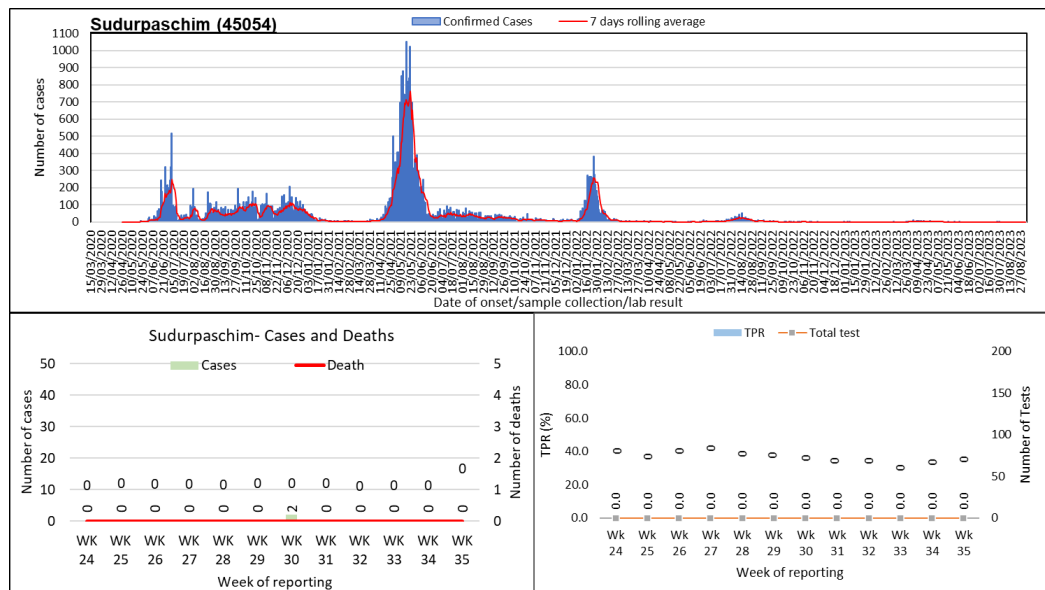 Sudurpaschim (45054)
Confirmed Cases
7 days rolling average
Number of cases
1100
1000
900
800
700
600
500
400
300
200
100
0
15/03/2020
29/03/2020
12/04/2020
26/04/2020
10/05/2020
24/05/2020
07/06/2020
21/06/2020
05/07/2020
19/07/2020
02/08/2020
16/08/2020
30/08/2020
13/09/2020
27/09/2020
11/10/2020
25/10/2020
08/11/2020
22/11/2020
06/12/2020
20/12/2020
03/01/2021
17/01/2021
31/01/2021
14/02/2021
28/02/2021
14/03/2021
28/03/2021
11/04/2021
25/04/2021
09/05/2021
23/05/2021
06/06/2021
20/06/2021
04/07/2021
18/07/2021
01/08/2021
15/08/2021
29/08/2021
12/09/2021
26/09/2021
10/10/2021
24/10/2021
07/11/2021
21/11/2021
05/12/2021
19/12/2021
02/01/2022
16/01/2022
30/01/2022
13/02/2022
27/02/2022
13/03/2022
27/03/2022
10/04/2022
24/04/2022
08/05/2022
22/05/2022
05/06/2022
19/06/2022
03/07/2022
17/07/2022
31/07/2022
14/08/2022
28/08/2022
11/09/2022
25/09/2022
09/10/2022
23/10/2022
06/11/2022
20/11/2022
04/12/2022
18/12/2022
01/01/2023
15/01/2023
29/01/2023
12/02/2023
26/02/2023
12/03/2023
26/03/2023
09/04/2023
23/04/2023
07/05/2023
21/05/2023
04/06/2023
18/06/2023
02/07/2023
16/07/2023
30/07/2023
13/08/2023
27/08/2023
Date of onset/sample collection/lab result
Sudurpaschim- Cases and Deaths
Cases
Death
Number of cases
50
40
30
20
10
0
0 0 0 0 0 0 0 0 0 0 0 0
0 0 0 0 0 0 2 0 0 0 0 0
5
4
3
2
1
0
Number of deaths
WK 24
WK 25
WK 26
WK 27
WK 28
WK 29
WK 30
WK 31
WK 32
WK 33
WK 34
WK 35
Week of reporting
TPR
Total test
TPR (%)
100.0
80.0
60.0
40.0
20.0
0.0
0 0 0 0 0 0 0 0 0 0 0 0
0.0 0.0 0.0 0.0 0.0 0.0 0.0 0.0 0.0 0.0 0.0 0.0
200
150
100
50
0
Number of Tests
Wk 24
Wk 25
Wk 26
Wk 27
Wk 28
Wk 29
Wk 30
Wk 31
Wk 32
Wk 33
Wk 34
Wk 35
Week of reporting